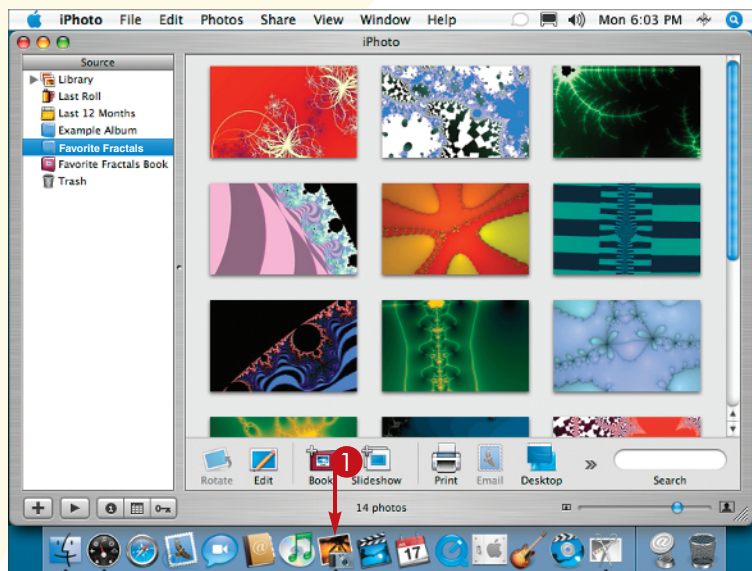 iPhoto File Edit Photos Share View Window Help Mon 6:03 PM
iPhoto
Source
Library
Last Roll
Last 12 Months
Example Album
Favorite Fractals
Favorite Fractals Book
Trash
Rotate Edit Book Slideshow Print Email Desktop » Search
1
14 photos
17